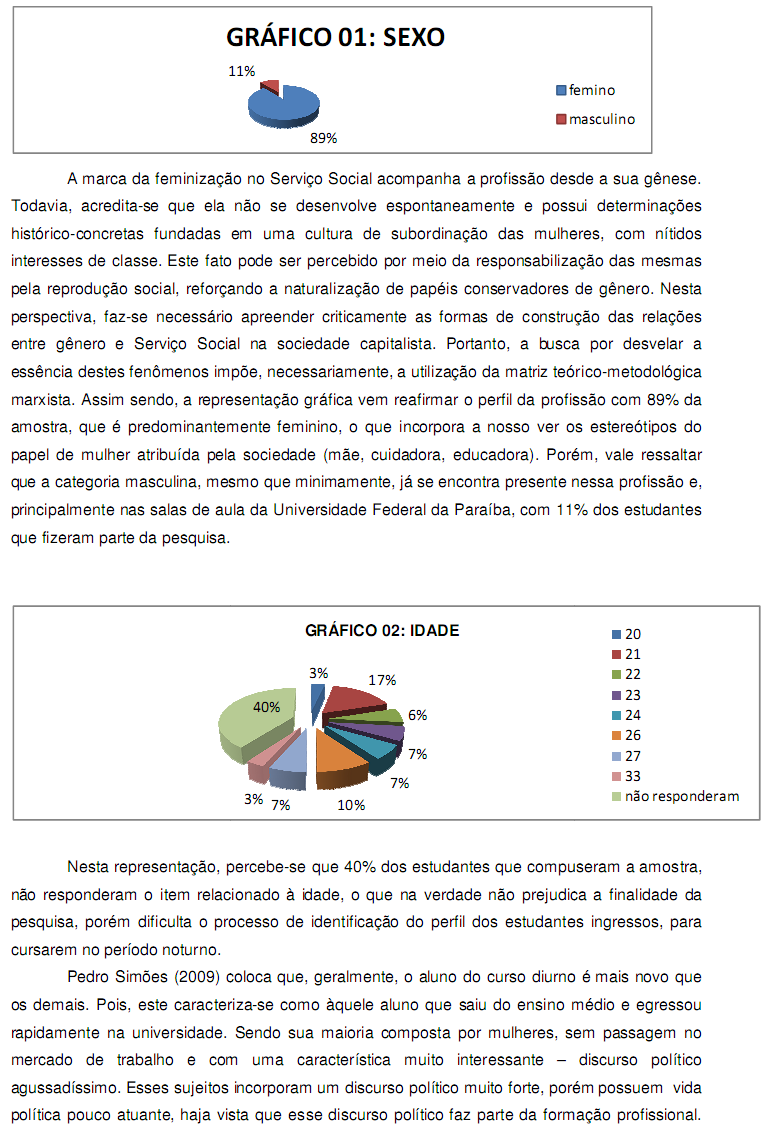 GRÁFICO 01: SEXO
11%
89%
femino
masculino
A marca da feminização no Serviço Social acompanha a profissão desde a sua gênese.
Todavia, acredita-se que ela não se desenvolve espontaneamente e possui determinações
histórico-concretas fundadas em uma cultura de subordinação das mulheres, com nítidos
interesses de classe. Este fato pode ser percebido por meio da responsabilização das mesmas
pela reprodução social, reforçando a naturalização de papéis conservadores de gênero. Nesta
perspectiva, faz-se necessário apreender criticamente as formas de construção das relações
entre gênero e Serviço Social na sociedade capitalista. Portanto, a busca por desvelar a
essência destes fenômenos impõe, necessariamente, a utilização da matriz teórico-metodológica
marxista. Assim sendo, a representação gráfica vem reafirmar o perfil da profissão com 89% da
amostra, que é predominantemente feminino, o que incorpora a nosso ver os estereótipos do
papel de mulher atribuída pela sociedade (mãe, cuidadora, educadora). Porém, vale ressaltar
que a categoria masculina, mesmo que minimamente, já se encontra presente nessa profissão e,
principalmente nas salas de aula da Universidade Federal da Paraíba, com 11% dos estudantes
que fizeram parte da pesquisa.
GRÁFICO 02: IDADE
3%
17%
6%
7%
7%
10%
7%
3%
40%
20
21
22
23
24
26
27
33
não responderam
Nesta representação, percebe-se que 40% dos estudantes que compuseram a amostra,
não responderam o item relacionado à idade, o que na verdade não prejudica a finalidade da
pesquisa, porém dificulta o processo de identificação do perfil dos estudantes ingressos, para
cursarem no período noturno.
Pedro Simões (2009) coloca que, geralmente, o aluno do curso diurno é mais novo que
os demais. Pois, este caracteriza-se como àquele aluno que saiu do ensino médio e egressou
rapidamente na universidade. Sendo sua maioria composta por mulheres, sem passagem no
mercado de trabalho e com uma característica muito interessante – discurso político
agussadíssimo. Esses sujeitos incorporam um discurso político muito forte, porém possuem vida
política pouco atuante, haja vista que esse discurso político faz parte da formação profissional.